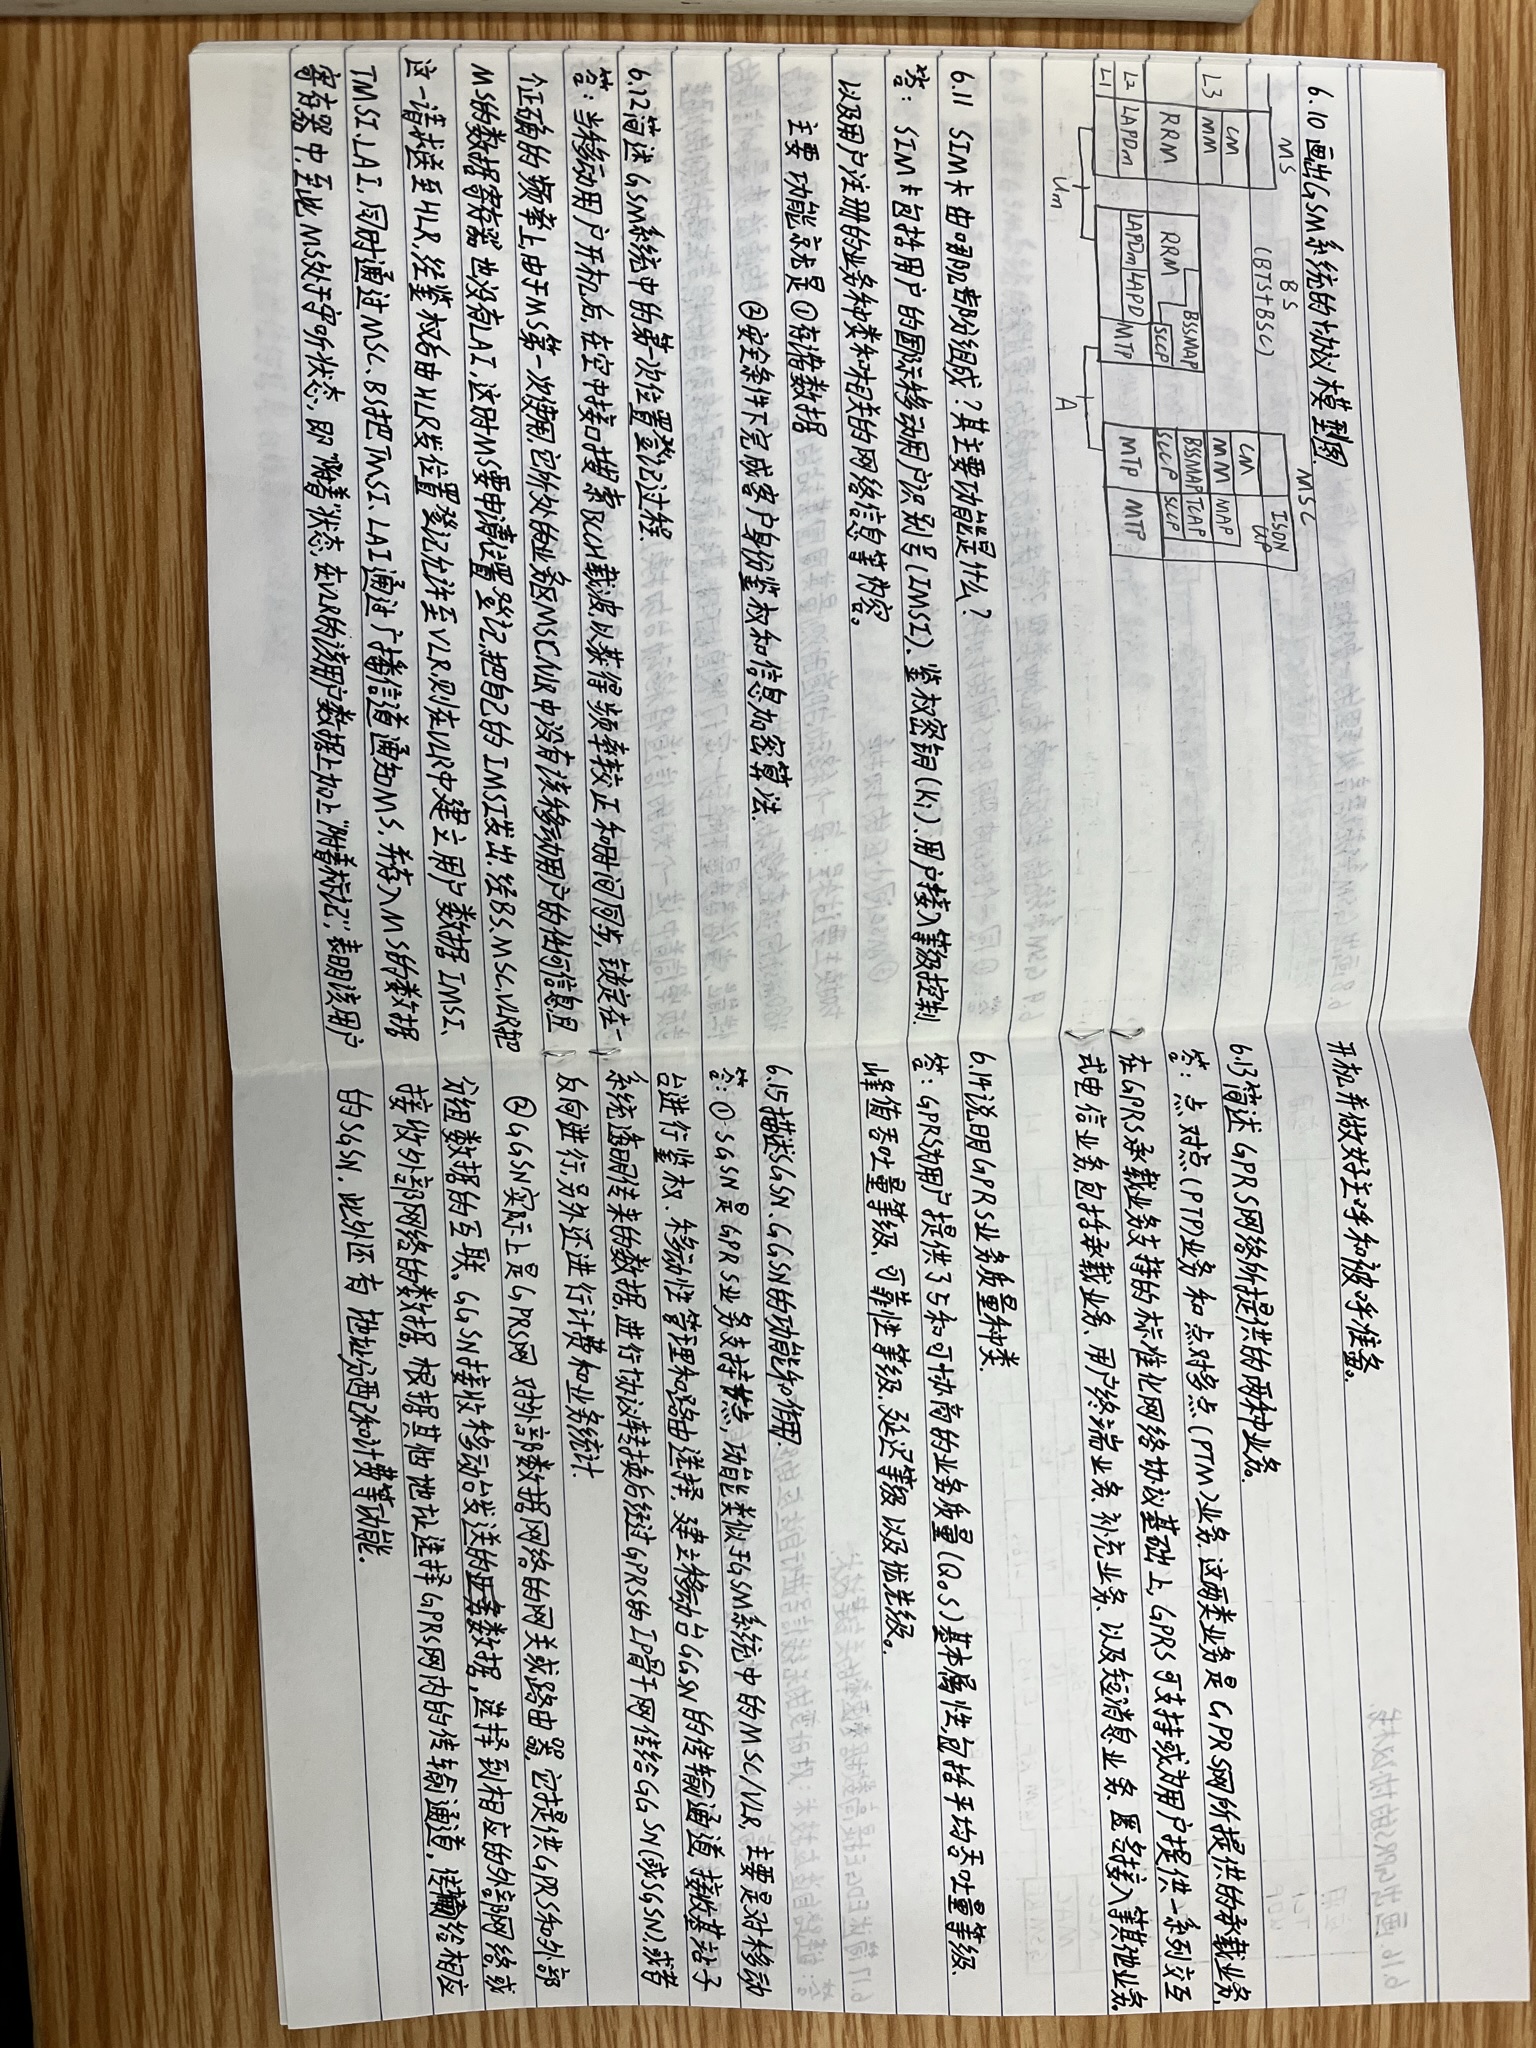 6.10 画出GSM系统的协议模型图.
MS
BS
(BTS+BSC)
MSC
L3
CM
MM
RRM
L2
LAPDm
L1
RRM
BSSMAP
SCCP
LAPDm
LAPD
MTP
CM
MM
BSSMAP
SCCP
MTP
ISDN
UP
MAP
TCAP
SCCP
MTP
Um
A
6.11 SIM卡由哪几部分组成?其主要功能是什么?
答: SIM卡包括用户的国际移动用户识别号(IMSI)、鉴权密钥(Ki)、用户接入等级控制.
以及用户注册的业务种类和相关的网络信息等内容。
主要功能就是①存储数据
②安全条件下完成客户身份鉴权和信息加密算法.
6.12简述GSM系统中的第一次位置登记过程.
答: 当移动用户开机后,在空中接口搜索BCCH载波,以获得频率较正和时间同步,锁定在一
个正确的频率上,由于MS第一次使用,它所处的业务区MSC/VLR中没有该移动用户的任何信息且
MS的数据寄存器也没有LAI,这时MS要申请位置登记,把自己的IMSI发出,经BS、MSC、VLR把
这一请求送至HLR,经鉴权后由HLR发位置登记允许至VLR,则在VLR中建立用户数据IMSI、
TMSI、LAI,同时通过MSC、BS把TMSI、LAI通过广播信道通知MS,并存入MS的数据
寄存器中,至此,MS处于守听状态,即“附着”状态,在VLR的该用户数据上加上“附着标记”,表明该用户
开机并做好主呼和被呼准备。
6.13简述GPRS网络所提供的两种业务。
答: 点对点(PTP)业务和点对多点(PTM)业务.这两类业务是GPRS网所提供的承载业务,
在GPRS承载业务支持的标准化网络协议基础上,GPRS可支持或为用户提供一系列交互
式电信业务,包括承载业务、用户终端业务、补充业务、以及短消息业务、匿名接入等其他业务.
6.14说明GPRS业务质量种类.
答: GPRS为用户提供了5和可协商的业务质量(QoS)基本属性,包括平均吞吐量等级.
峰值吞吐量等级、可靠性等级、延迟等级以及优先级。
6.15描述SGSN、GGSN的功能和作用.
答:①SGSN是GPRS业务支持节点,功能类似于GSM系统中的MSC/VLR,主要是对移动
台进行鉴权、移动性管理和路由选择,建立移动台GGSN的传输通道,接收基站子
系统透明传来的数据,进行协议转换后经过GPRS的IP骨干网传给GGSN(或SGSN),或者
反向进行,另外还进行计费和业务统计.
②GGSN实际上是GPRS网对外部数据网络的网关或路由器,它提供GPRS和外部
分组数据的互联。GGSN接收移动台发送的业务数据,选择到相应的外部网络,或
接收外部网络的数据,根据其他地址选择GPRS网内的传输通道,传输给相应
的SGSN.此外还有地址分配和计费等功能.